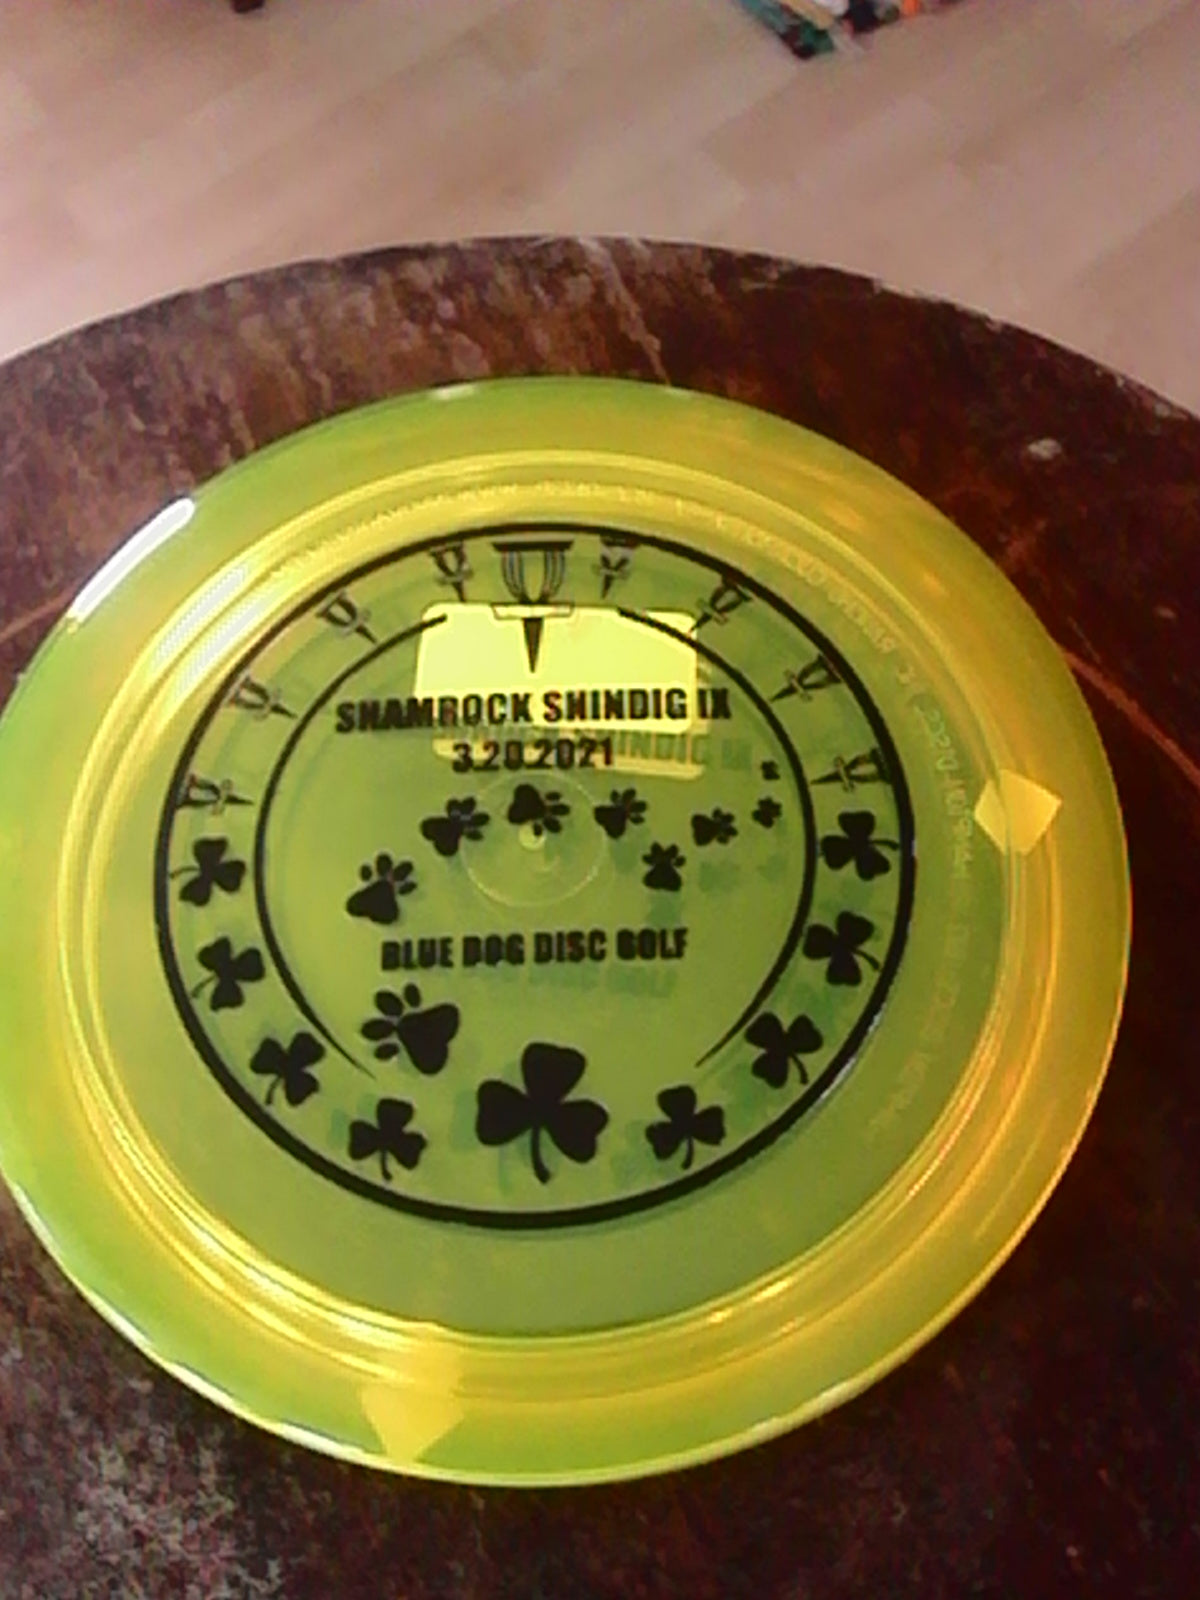 SHAMROCK SHINDIG IX
3.20.2021
BLUE DOG DISC GOLF